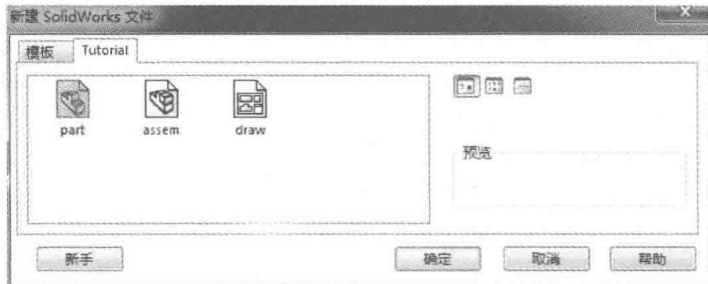 新建 SolidWorks 文件
模板 Tutorial
part assem draw
预览
新手 确定 取消 帮助